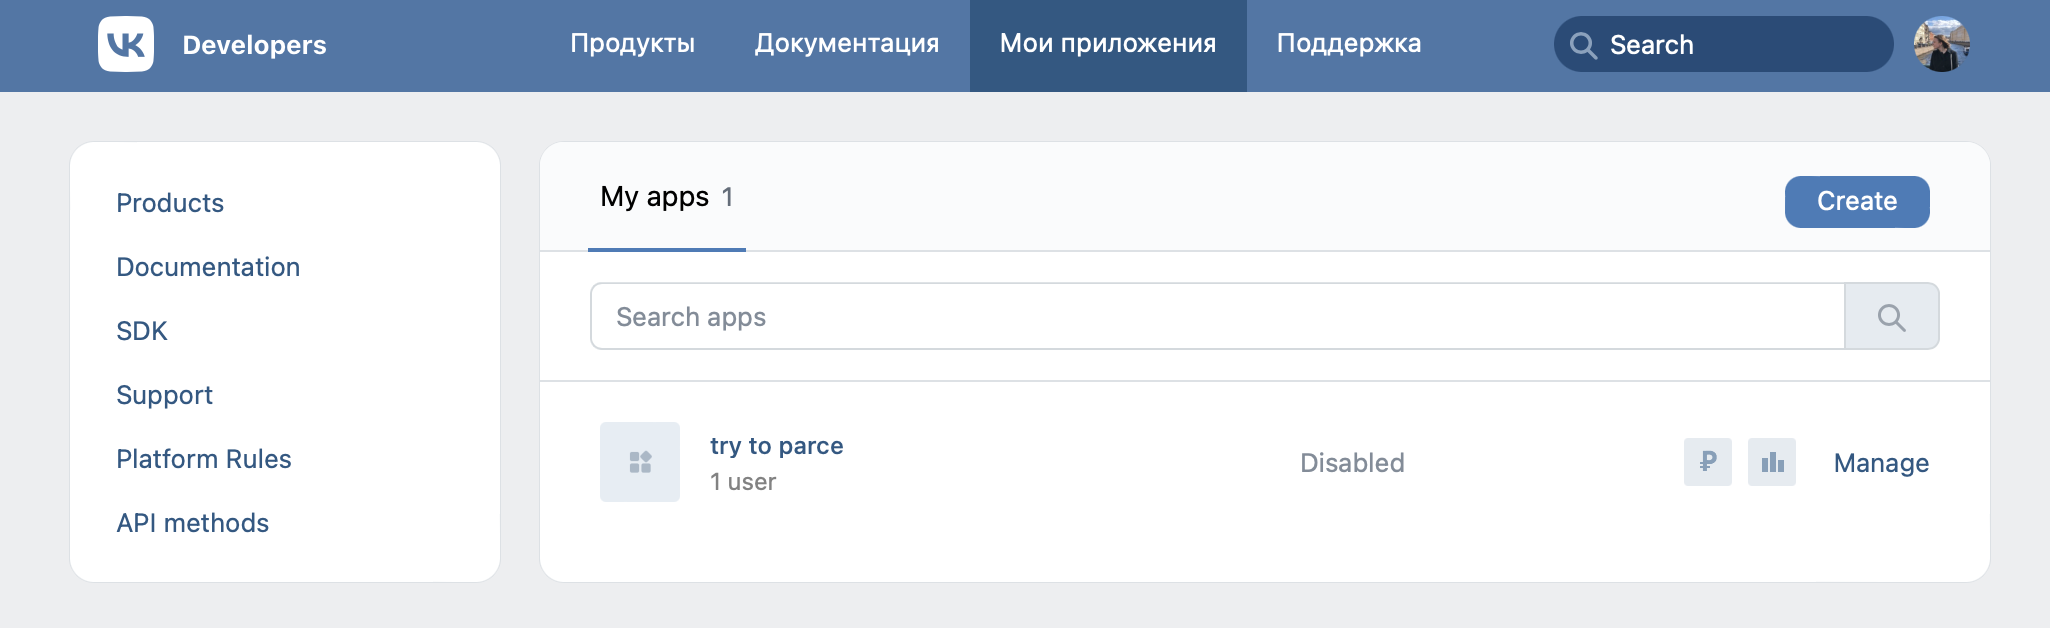 VK Developers
Продукты
Документация
Мои приложения
Поддержка
Search
Products
Documentation
SDK
Support
Platform Rules
API methods
My apps 1
Create
Search apps
try to parce
1 user
Disabled
₽
Manage